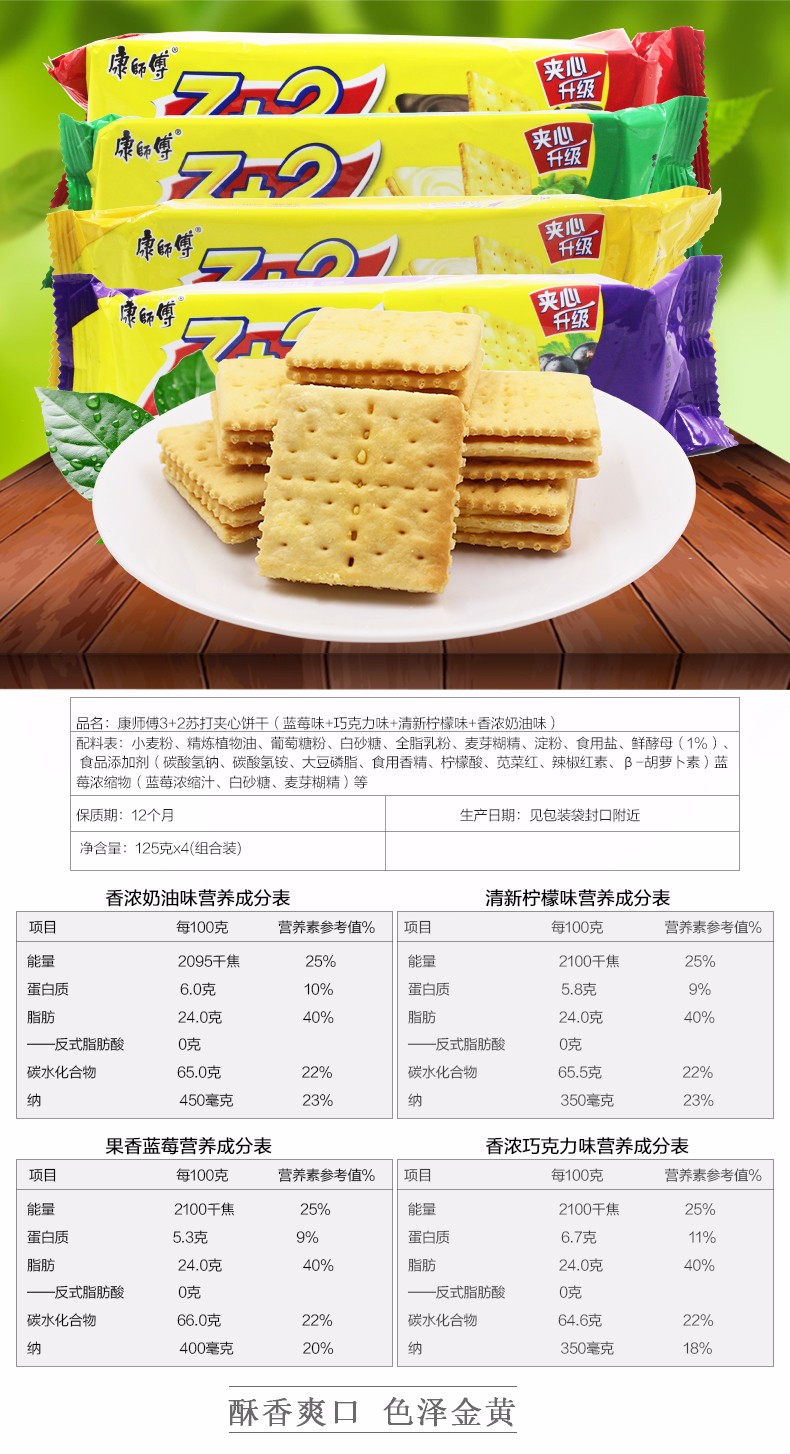 康師傅®
3+2
夹心
升级
康師傅®
3+2
夹心
升级
康師傅®
3+2
夹心
升级
康師傅®
3+2
夹心
升级
品名：康师傅3+2苏打夹心饼干（蓝莓味+巧克力味+清新柠檬味+香浓奶油味）
配料表：小麦粉、精炼植物油、葡萄糖粉、白砂糖、全脂乳粉、麦芽糊精、淀粉、食用盐、鲜酵母（1%）、
食品添加剂（碳酸氢钠、碳酸氢铵、大豆磷脂、食用香精、柠檬酸、苋菜红、辣椒红素、β-胡萝卜素）蓝
莓浓缩物（蓝莓浓缩汁、白砂糖、麦芽糊精）等
保质期：12个月 生产日期：见包装袋封口附近
净含量：125克x4(组合装)
香浓奶油味营养成分表
项目 每100克 营养素参考值%
能量 2095千焦 25%
蛋白质 6.0克 10%
脂肪 24.0克 40%
——反式脂肪酸 0克
碳水化合物 65.0克 22%
纳 450毫克 23%
清新柠檬味营养成分表
项目 每100克 营养素参考值%
能量 2100千焦 25%
蛋白质 5.8克 9%
脂肪 24.0克 40%
——反式脂肪酸 0克
碳水化合物 65.5克 22%
纳 350毫克 23%
果香蓝莓营养成分表
项目 每100克 营养素参考值%
能量 2100千焦 25%
蛋白质 5.3克 9%
脂肪 24.0克 40%
——反式脂肪酸 0克
碳水化合物 66.0克 22%
纳 400毫克 20%
香浓巧克力味营养成分表
项目 每100克 营养素参考值%
能量 2100千焦 25%
蛋白质 6.7克 11%
脂肪 24.0克 40%
——反式脂肪酸 0克
碳水化合物 64.6克 22%
纳 350毫克 18%
酥香爽口 色泽金黄